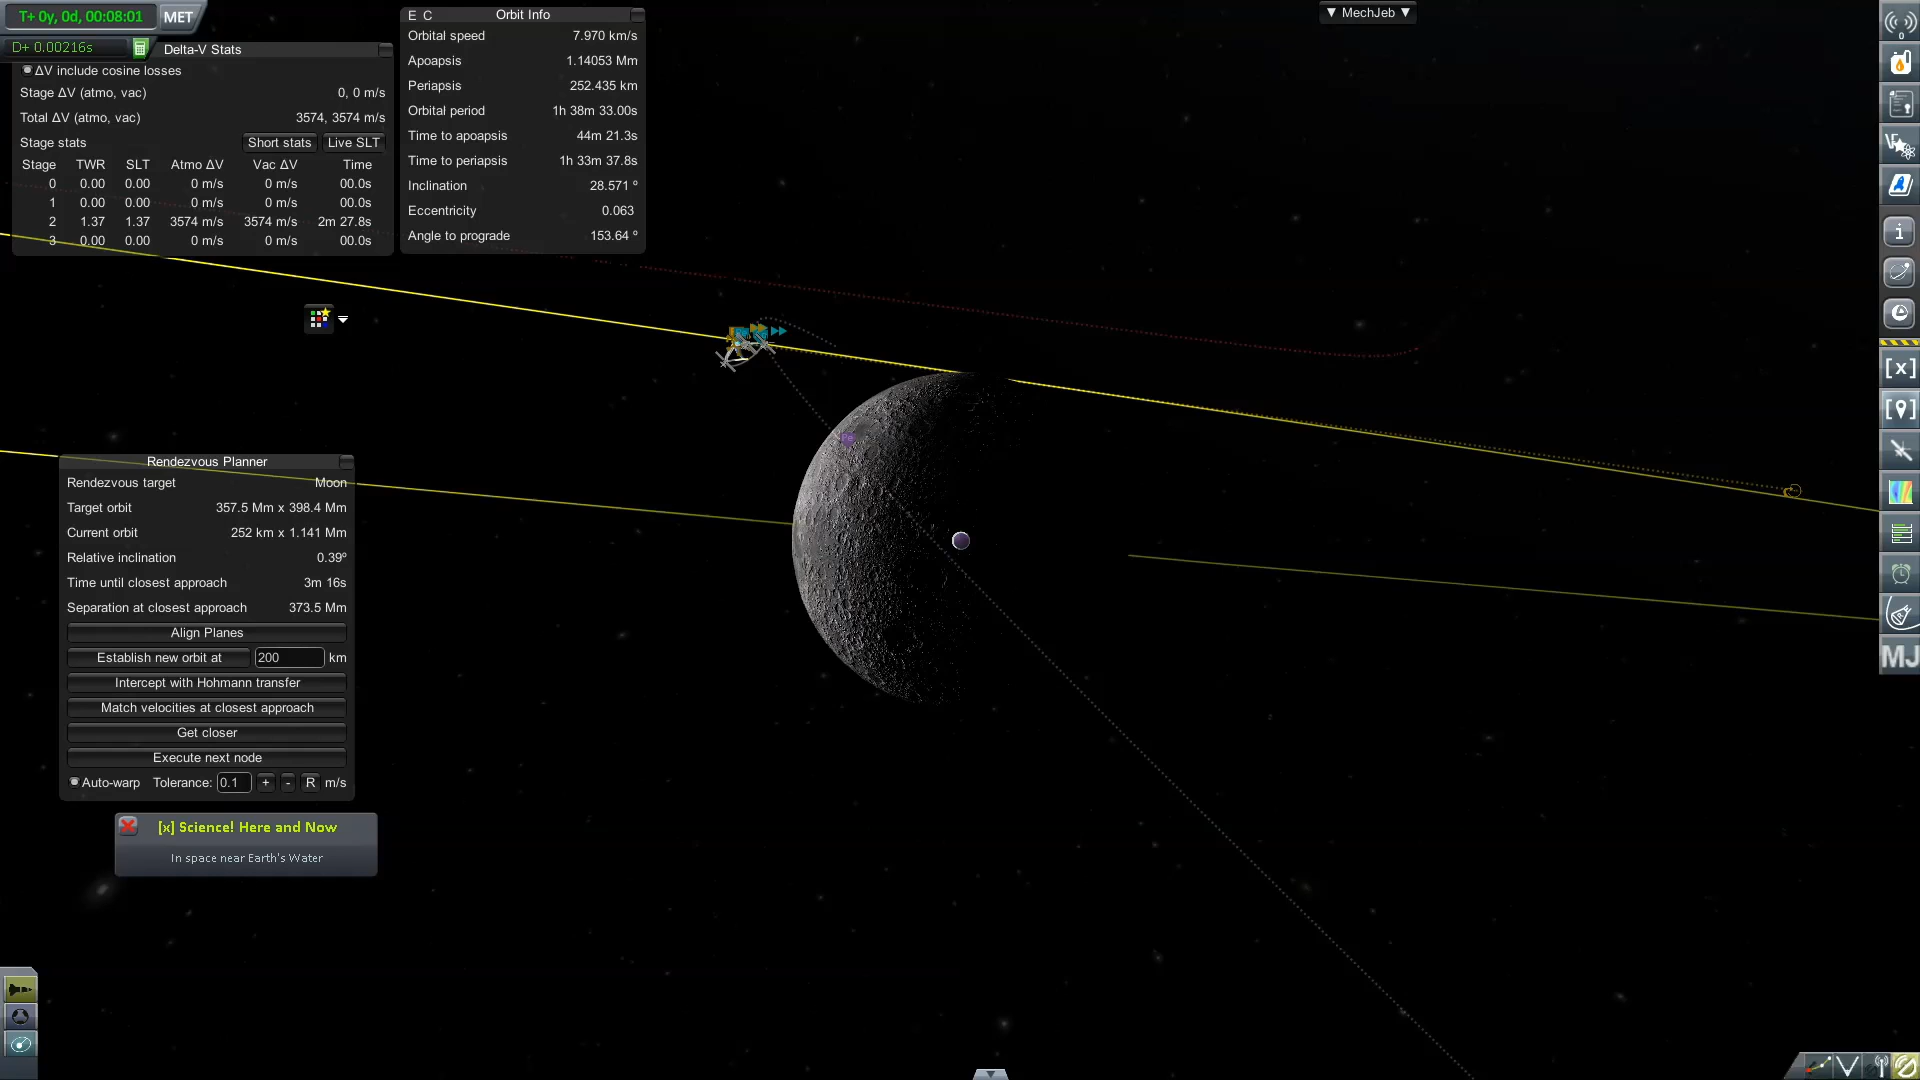 T+ 0y, 0d, 00:08:01 MET
D+ 0.00216s
Delta-V Stats
ΔV include cosine losses
Stage ΔV (atmo, vac) 0, 0 m/s
Total ΔV (atmo, vac) 3574, 3574 m/s
Stage stats Short stats Live SLT
Stage TWR SLT Atmo ΔV Vac ΔV Time
0 0.00 0.00 0 m/s 0 m/s 00.0s
1 0.00 0.00 0 m/s 0 m/s 00.0s
2 1.37 1.37 3574 m/s 3574 m/s 2m 27.8s
3 0.00 0.00 0 m/s 0 m/s 00.0s
E C Orbit Info
Orbital speed 7.970 km/s
Apoapsis 1.14053 Mm
Periapsis 252.435 km
Orbital period 1h 38m 33.00s
Time to apoapsis 44m 21.3s
Time to periapsis 1h 33m 37.8s
Inclination 28.571 º
Eccentricity 0.063
Angle to prograde 153.64 º
▼ MechJeb ▼
0
[x]
MJ
Pe
Rendezvous Planner
Rendezvous target Moon
Target orbit 357.5 Mm x 398.4 Mm
Current orbit 252 km x 1.141 Mm
Relative inclination 0.39º
Time until closest approach 3m 16s
Separation at closest approach 373.5 Mm
Align Planes
Establish new orbit at 200 km
Intercept with Hohmann transfer
Match velocities at closest approach
Get closer
Execute next node
Auto-warp Tolerance: 0.1 + - R m/s
[x] Science! Here and Now
In space near Earth's Water